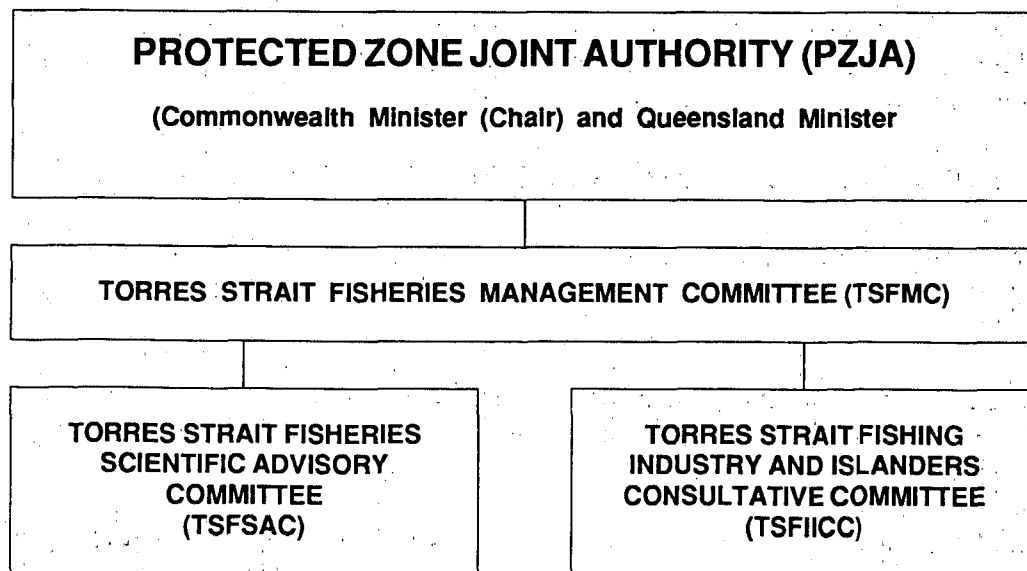 PROTECTED ZONE JOINT AUTHORITY (PZJA)
(Commonwealth Minister (Chair) and Queensland Minister
TORRES STRAIT FISHERIES MANAGEMENT COMMITTEE (TSFMC)
TORRES STRAIT FISHERIES
SCIENTIFIC ADVISORY
COMMITTEE
(TSFSAC)
TORRES STRAIT FISHING
INDUSTRY AND ISLANDERS
CONSULTATIVE COMMITTEE
(TSFIICC)